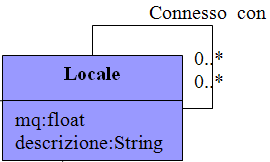 Connesso con
0..*
Locale
0..*
mq:float
descrizione:String